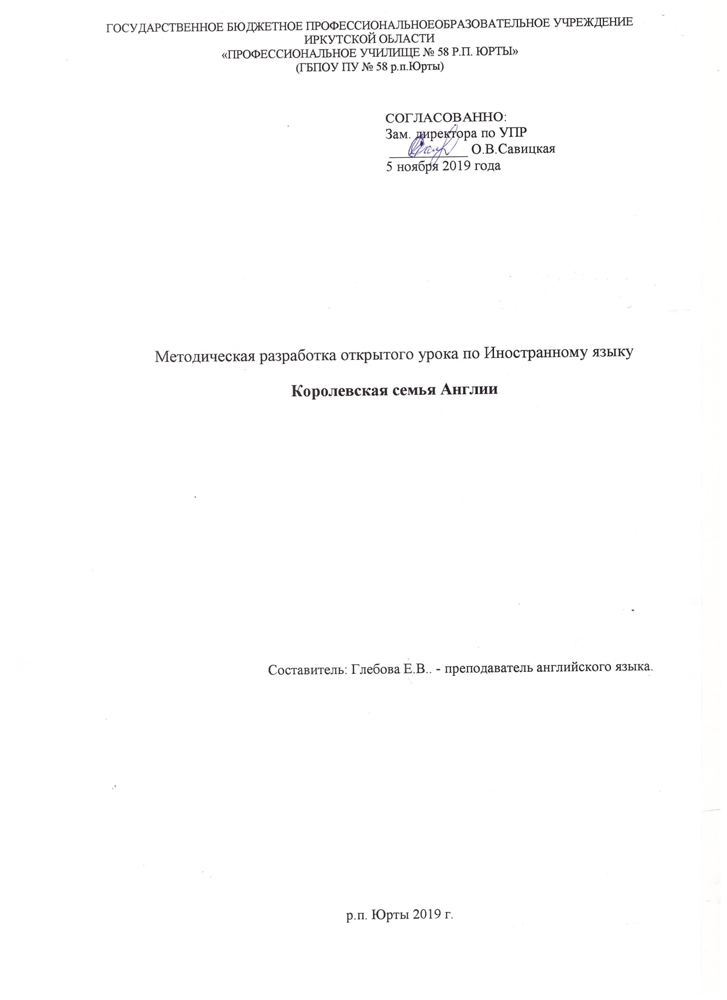 ГОСУДАРСТВЕННОЕ БЮДЖЕТНОЕ ПРОФЕССИОНАЛЬНОЕОБРАЗОВАТЕЛЬНОЕ УЧРЕЖДЕНИЕ
ИРКУТСКОЙ ОЬЛАСТИ
«ПРОФЕССИОНАЛЬНОЕ УЧИЛИЩЕ № 58 Р.П. ЮРТЫ»
(ГБПОУ ПУ № 58 р.п.Юрты)
СОГЛАСОВАННО:
Зам. директора по УПР
____________ О.В.Савицкая
5 ноября 2019 года
Методическая разработка открытого урока по Иностранному языку
Королевская семья Англии
Составитель: Глебова Е.В.. - преподаватель английского языка.
р.п. Юрты 2019 г.